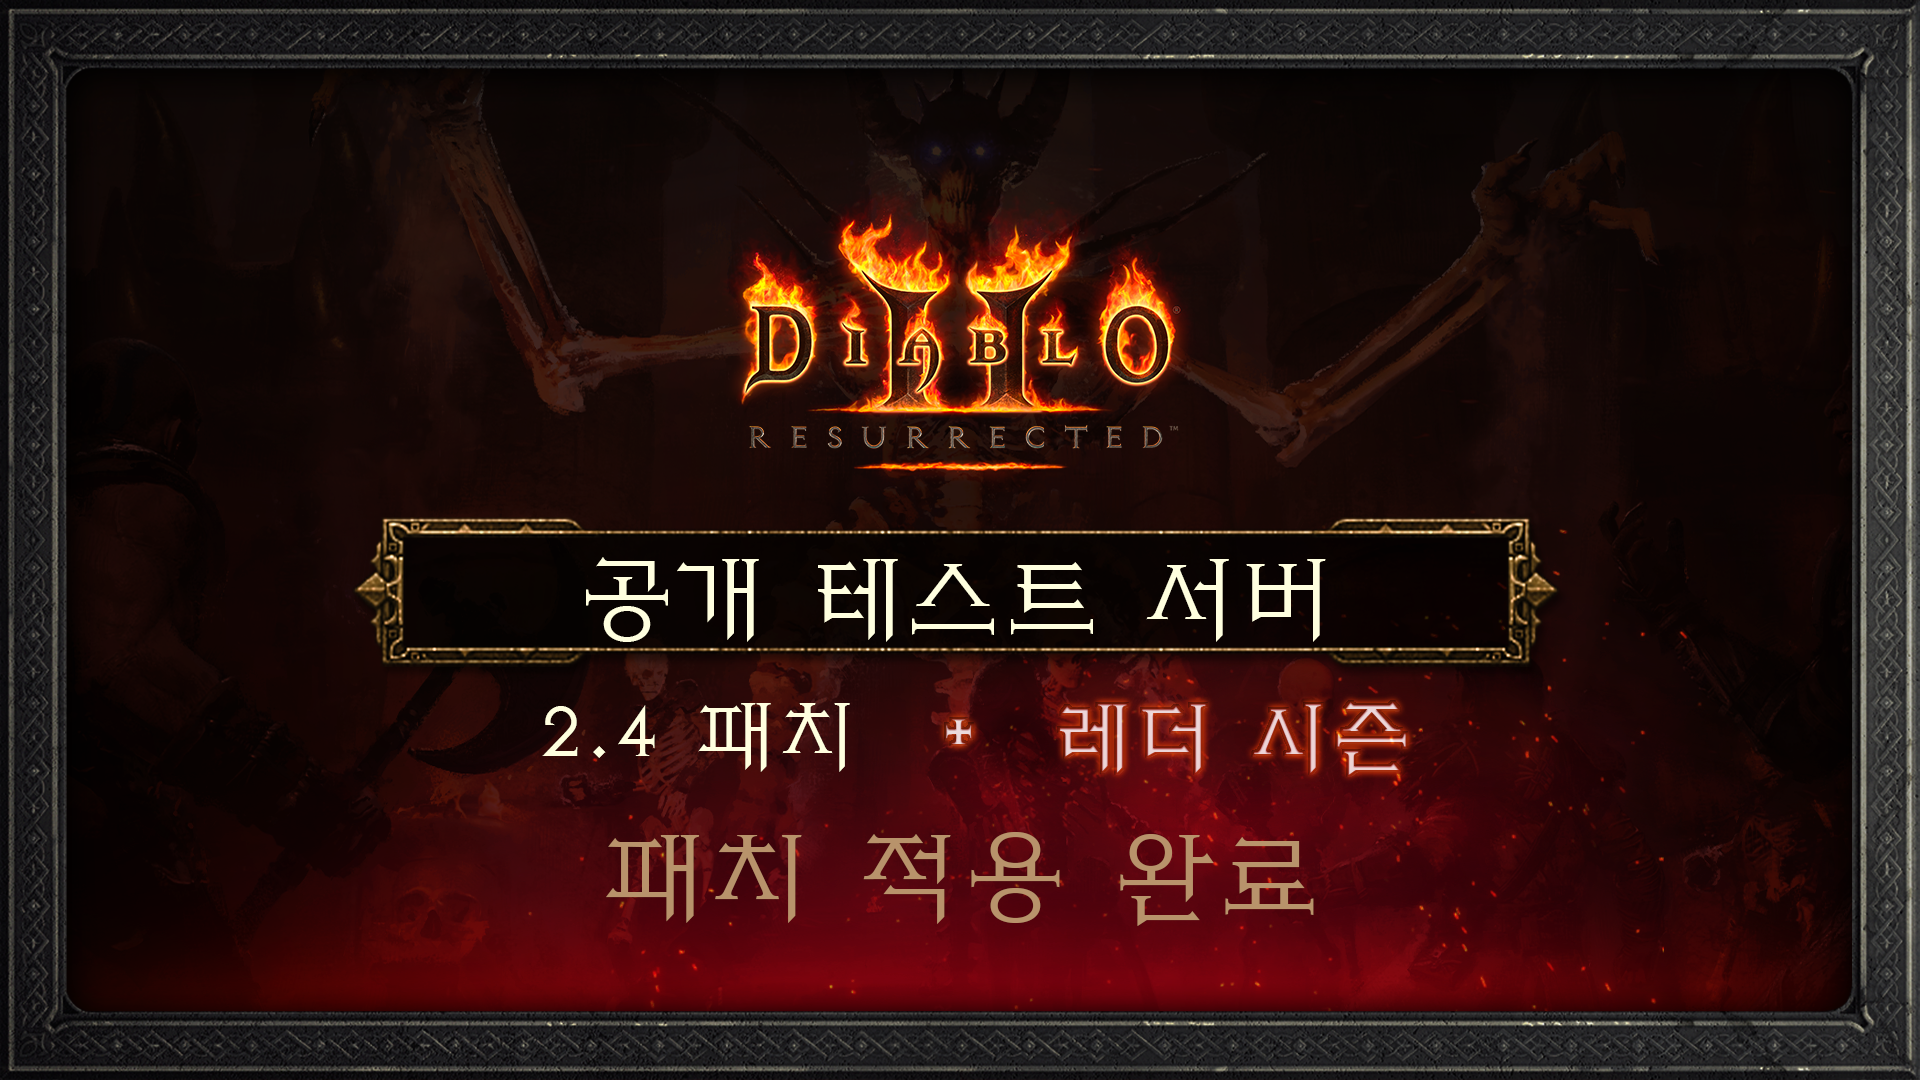 DIABLO II®
RESURRECTED™
공개 테스트 서버
2.4 패치 + 레더 시즌
패치 적용 완료